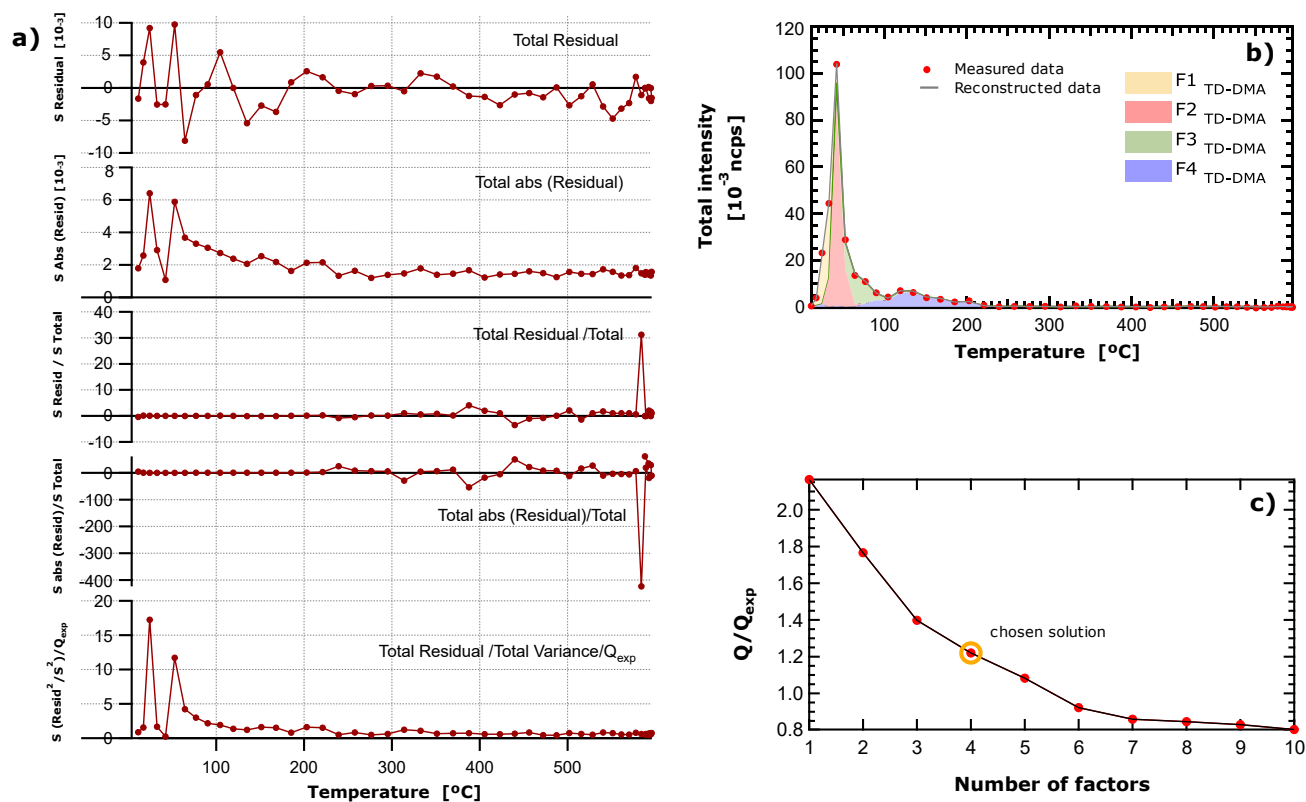 a)
S Residual [10-3]
10
5
0
-5
-10
Total Residual
S Abs (Resid) [10-3]
8
6
4
2
0
Total abs (Residual)
S Resid / S Total
40
30
20
10
0
-10
Total Residual /Total
S abs (Resid)/S Total
0
-100
-200
-300
-400
Total abs (Residual)/Total
S (Resid²/S²)/Qexp
20
15
10
5
0
Total Residual /Total Variance/Qexp
100 200 300 400 500
Temperature [ºC]
b)
Total intensity
[10⁻³ ncps]
120
100
80
60
40
20
0
Measured data
Reconstructed data
F1 TD-DMA
F2 TD-DMA
F3 TD-DMA
F4 TD-DMA
100 200 300 400 500
Temperature [ºC]
c)
Q/Qexp
2.0
1.8
1.6
1.4
1.2
1.0
0.8
chosen solution
1 2 3 4 5 6 7 8 9 10
Number of factors